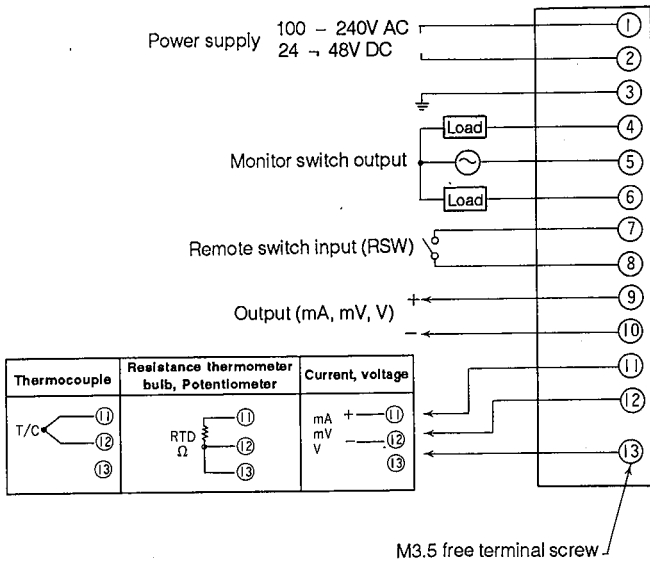 Power supply 100 – 240V AC
24 ¬ 48V DC
①
②
③
Load
④
Monitor switch output
⑤
Load
⑥
⑦
Remote switch input (RSW)
⑧
+
⑨
Output (mA, mV, V)
−
⑩
⑪
⑫
⑬
Thermocouple
Resistance thermometer
bulb, Potentiometer
Current, voltage
T/C
⑪
⑫
⑬
RTD
Ω
⑪
⑫
⑬
mA
mV
V
+ ⑪
− ⑫
⑬
M3.5 free terminal screw